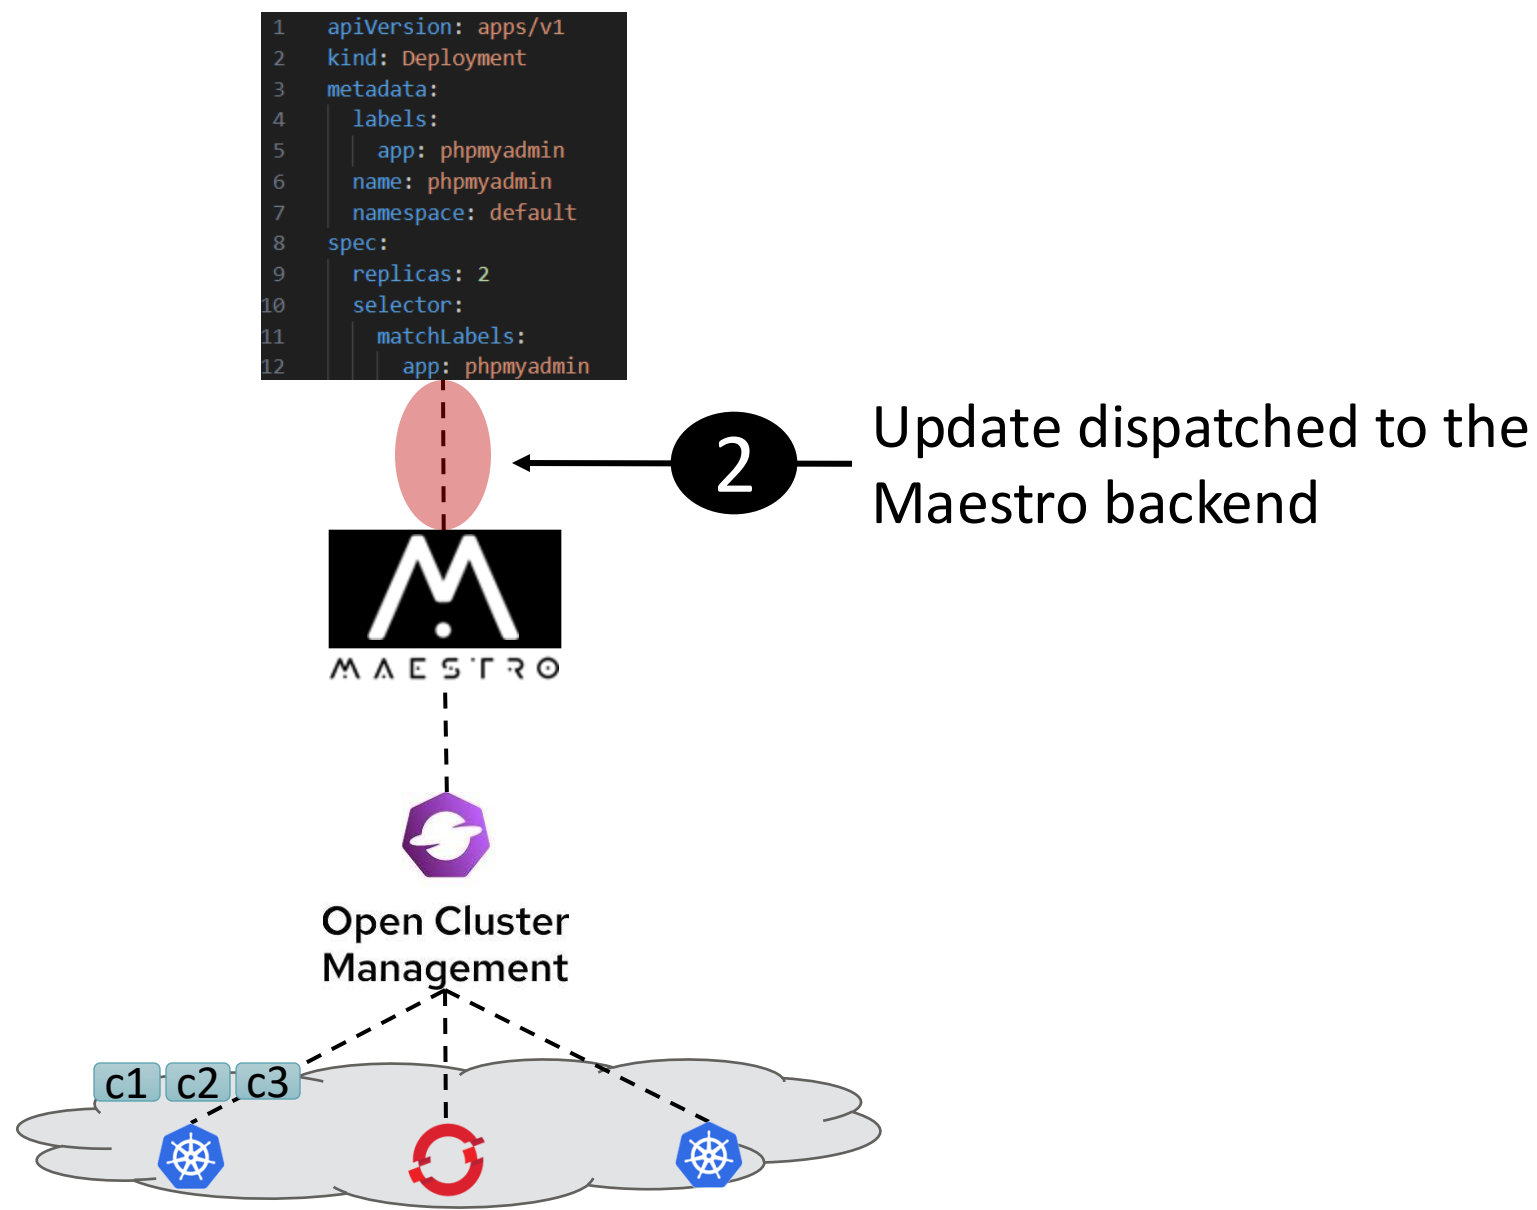 1 apiVersion: apps/v1
2 kind: Deployment
3 metadata:
4 labels:
5 app: phpmyadmin
6 name: phpmyadmin
7 namespace: default
8 spec:
9 replicas: 2
10 selector:
11 matchLabels:
12 app: phpmyadmin
2
Update dispatched to the
Maestro backend
MAESTRO
Open Cluster
Management
c1 c2 c3